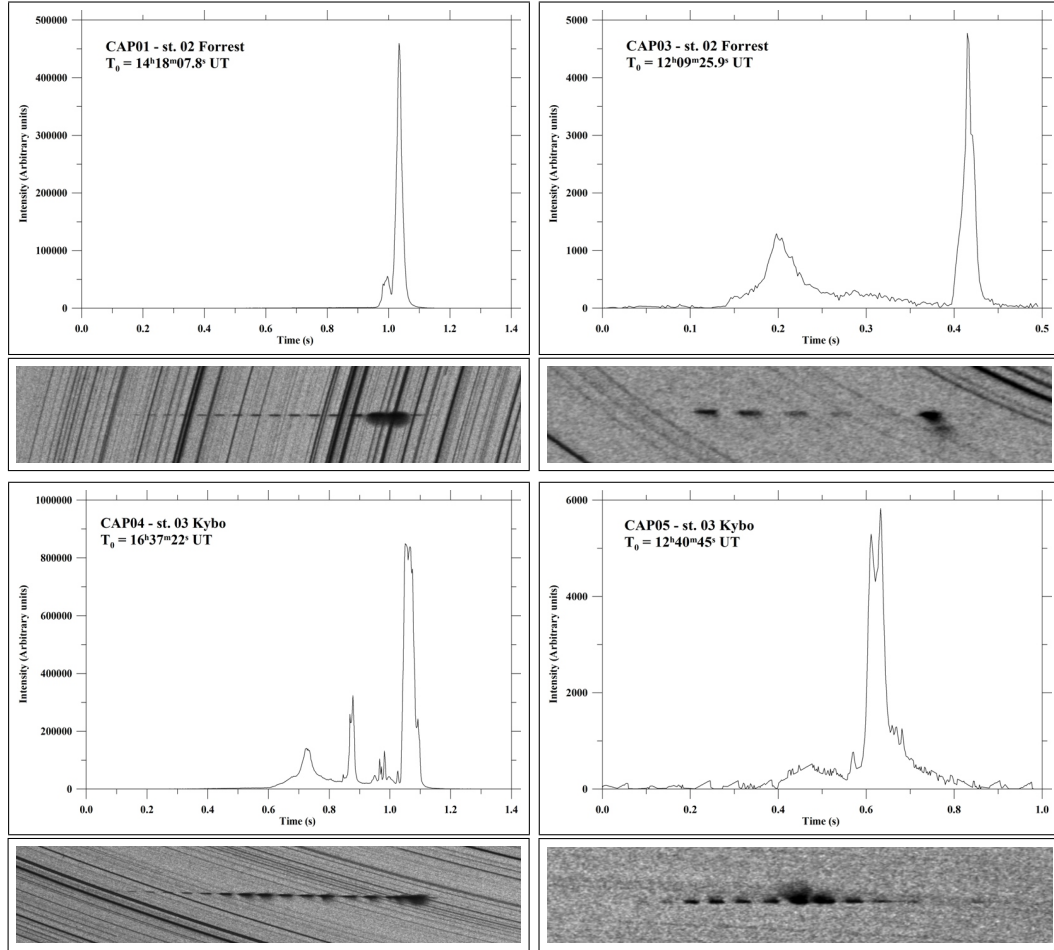 CAP01 - st. 02 Forrest
T₀ = 14ʰ18ᵐ07.8ˢ UT
Intensity (Arbitrary units)
500000
400000
300000
200000
100000
0
0.0 0.2 0.4 0.6 0.8 1.0 1.2 1.4
Time (s)
CAP03 - st. 02 Forrest
T₀ = 12ʰ09ᵐ25.9ˢ UT
Intensity (Arbitrary units)
5000
4000
3000
2000
1000
0
0.0 0.1 0.2 0.3 0.4 0.5
Time (s)
CAP04 - st. 03 Kybo
T₀ = 16ʰ37ᵐ22ˢ UT
Intensity (Arbitrary units)
1000000
800000
600000
400000
200000
0
0.0 0.2 0.4 0.6 0.8 1.0 1.2 1.4
Time (s)
CAP05 - st. 03 Kybo
T₀ = 12ʰ40ᵐ45ˢ UT
Intensity (Arbitrary units)
6000
4000
2000
0
0.0 0.2 0.4 0.6 0.8 1.0
Time (s)